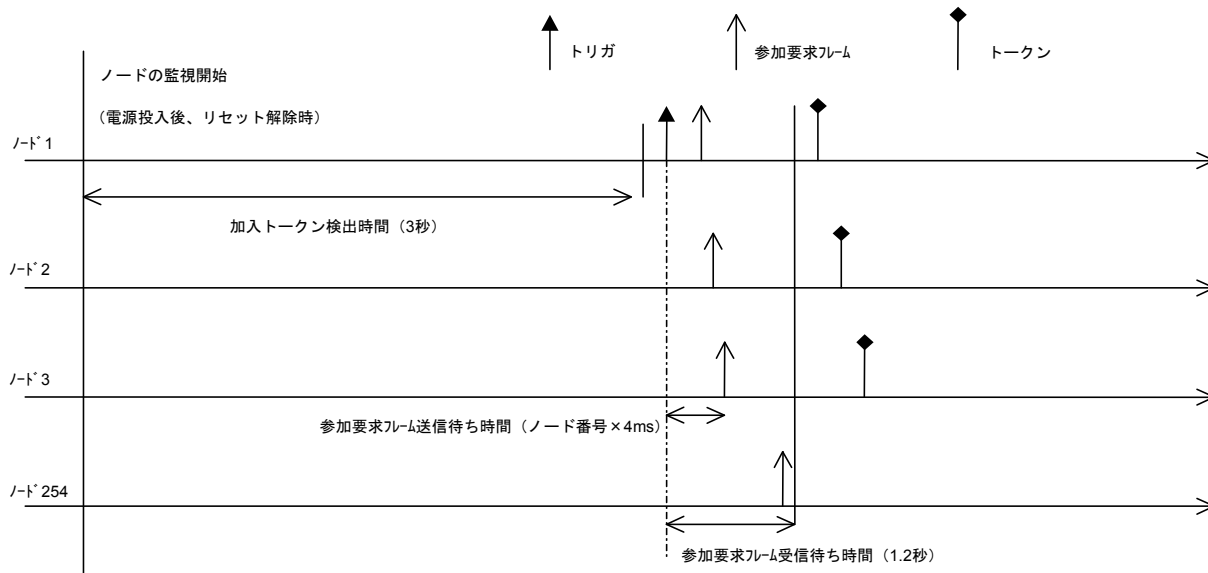 トリガ
参加要求ﾌﾚｰﾑ
トークン
ノードの監視開始
（電源投入後、リセット解除時）
ﾉｰﾄﾞ1
加入トークン検出時間（3秒）
ﾉｰﾄﾞ2
ﾉｰﾄﾞ3
参加要求ﾌﾚｰﾑ送信待ち時間（ノード番号×4ms）
ﾉｰﾄﾞ254
参加要求ﾌﾚｰﾑ受信待ち時間（1.2秒）